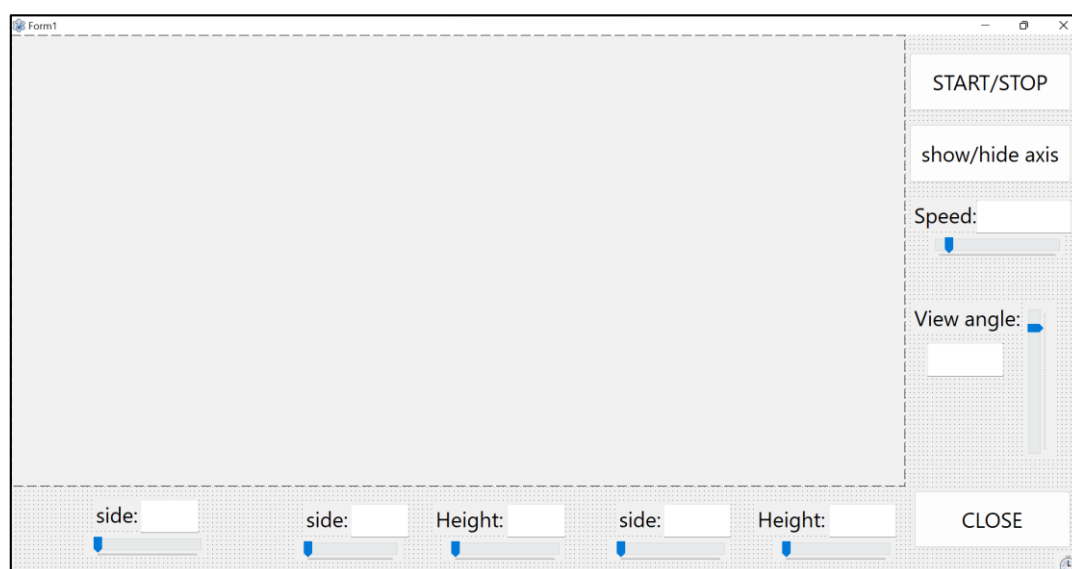 Form1
START/STOP
show/hide axis
Speed:
View angle:
side:
side:
Height:
side:
Height:
CLOSE